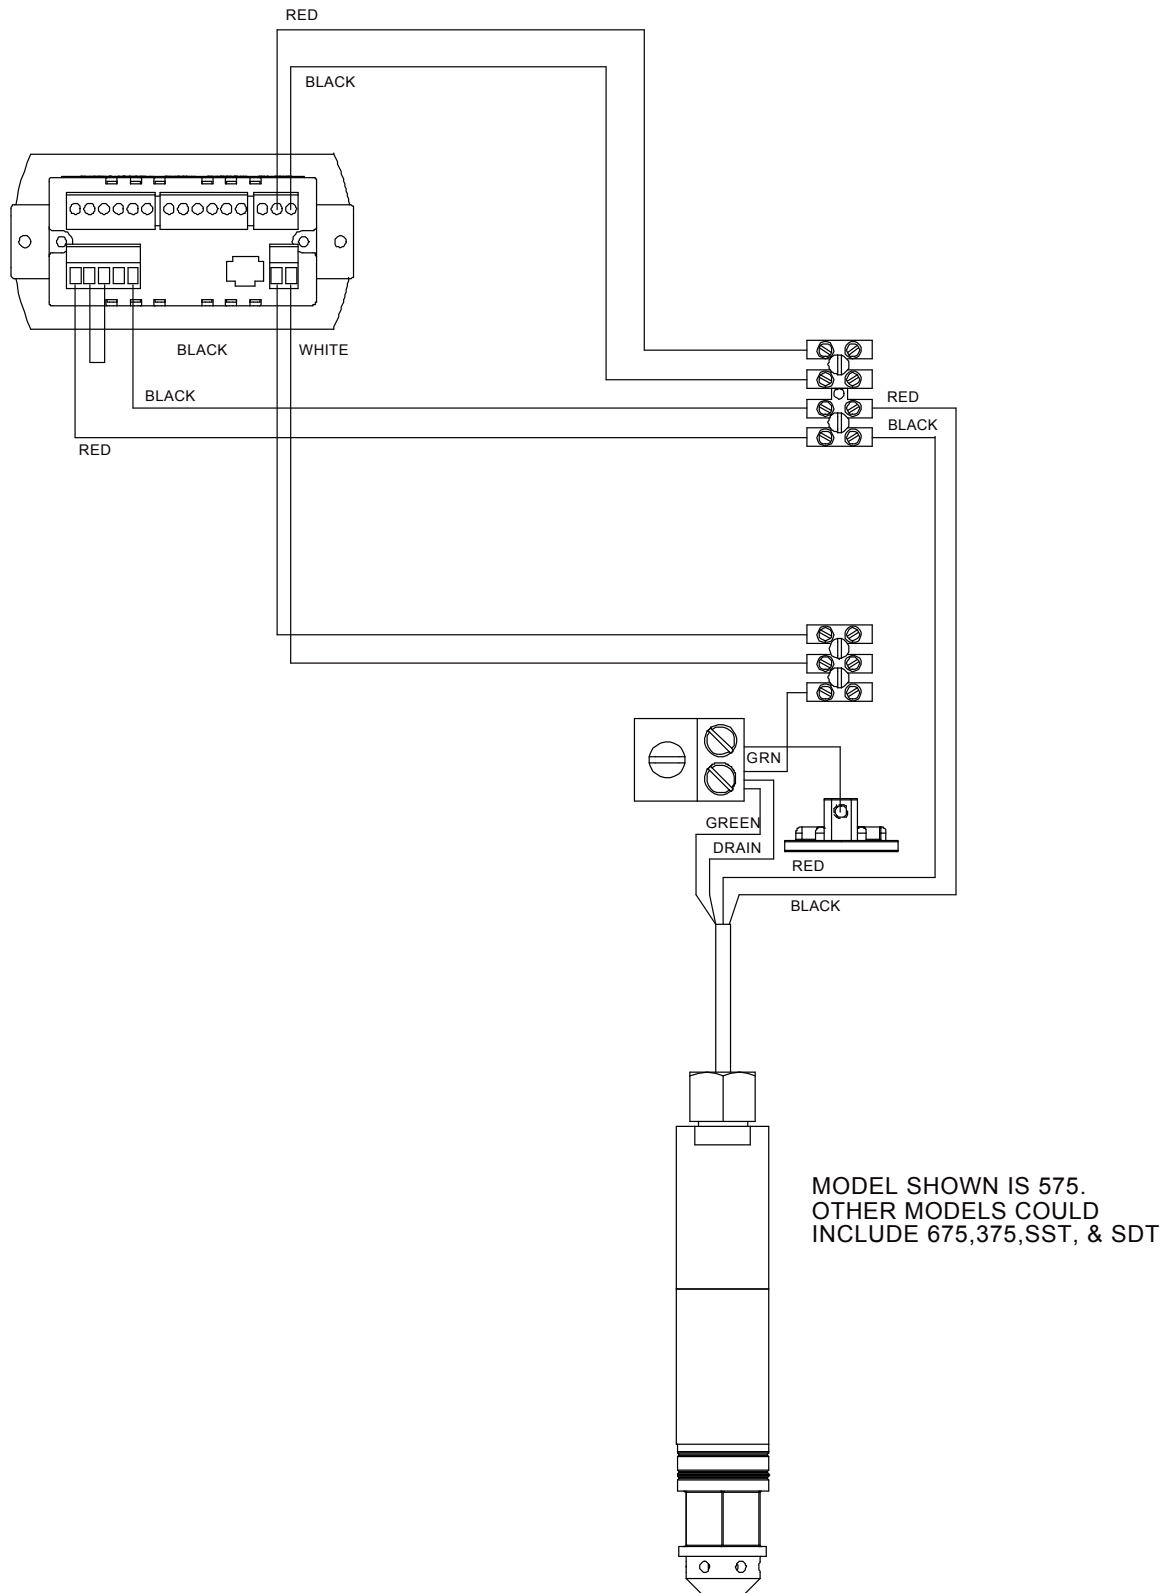 RED
BLACK
BLACK
WHITE
BLACK
RED
BLACK
RED
GRN
GREEN
DRAIN
RED
BLACK
MODEL SHOWN IS 575.
OTHER MODELS COULD
INCLUDE 675,375,SST, & SDT